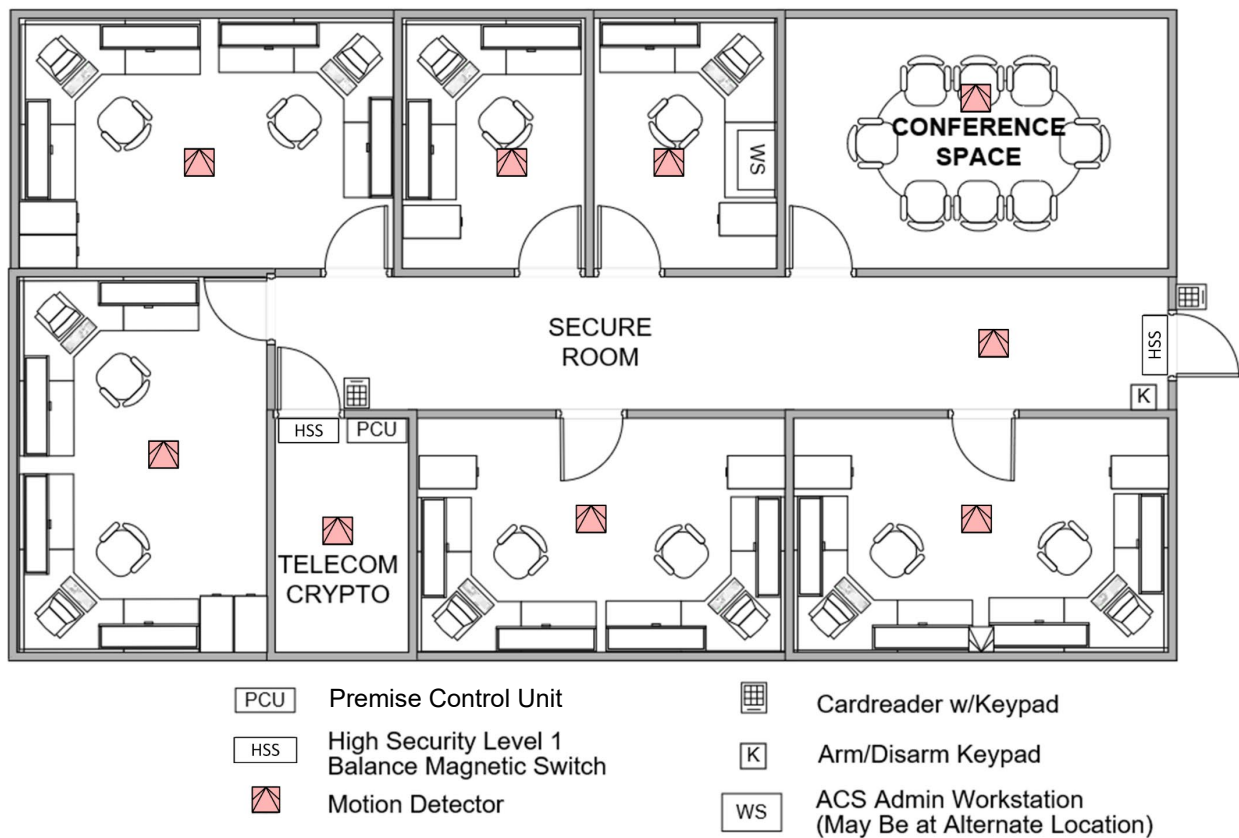 WS
CONFERENCE
SPACE
SECURE
ROOM
HSS
K
HSS
PCU
TELECOM
CRYPTO
PCU
Premise Control Unit
HSS
High Security Level 1
Balance Magnetic Switch
Motion Detector
Cardreader w/Keypad
K
Arm/Disarm Keypad
WS
ACS Admin Workstation
(May Be at Alternate Location)